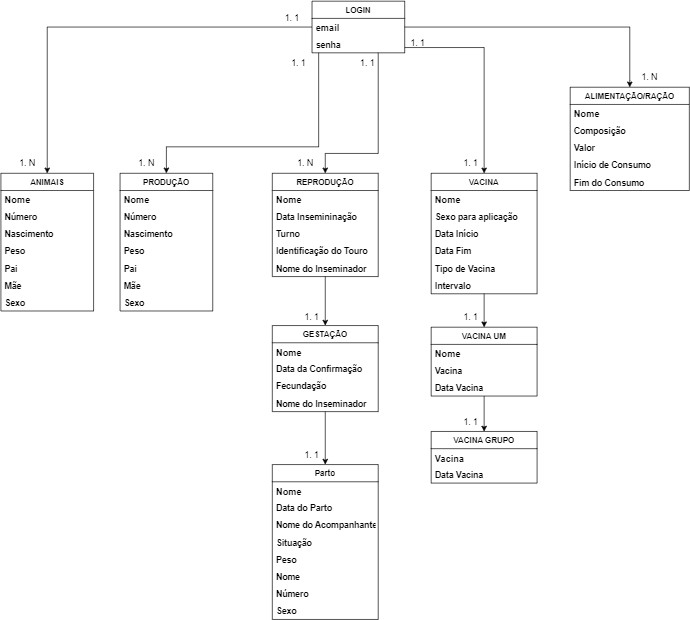 LOGIN
email
senha
1. 1
1. 1
1. 1
1. 1
1. N
ALIMENTAÇÃO/RAÇÃO
Nome
Composição
Valor
Início de Consumo
Fim do Consumo
1. N
ANIMAIS
Nome
Número
Nascimento
Peso
Pai
Mãe
Sexo
1. N
PRODUÇÃO
Nome
Número
Nascimento
Peso
Pai
Mãe
Sexo
1. N
REPRODUÇÃO
Nome
Data Insemininação
Turno
Identificação do Touro
Nome do Inseminador
1. 1
VACINA
Nome
Sexo para aplicação
Data Início
Data Fim
Tipo de Vacina
Intervalo
1. 1
GESTAÇÃO
Nome
Data da Confirmação
Fecundação
Nome do Inseminador
1. 1
VACINA UM
Nome
Vacina
Data Vacina
1. 1
VACINA GRUPO
Vacina
Data Vacina
1. 1
Parto
Nome
Data do Parto
Nome do Acompanhante
Situação
Peso
Nome
Número
Sexo